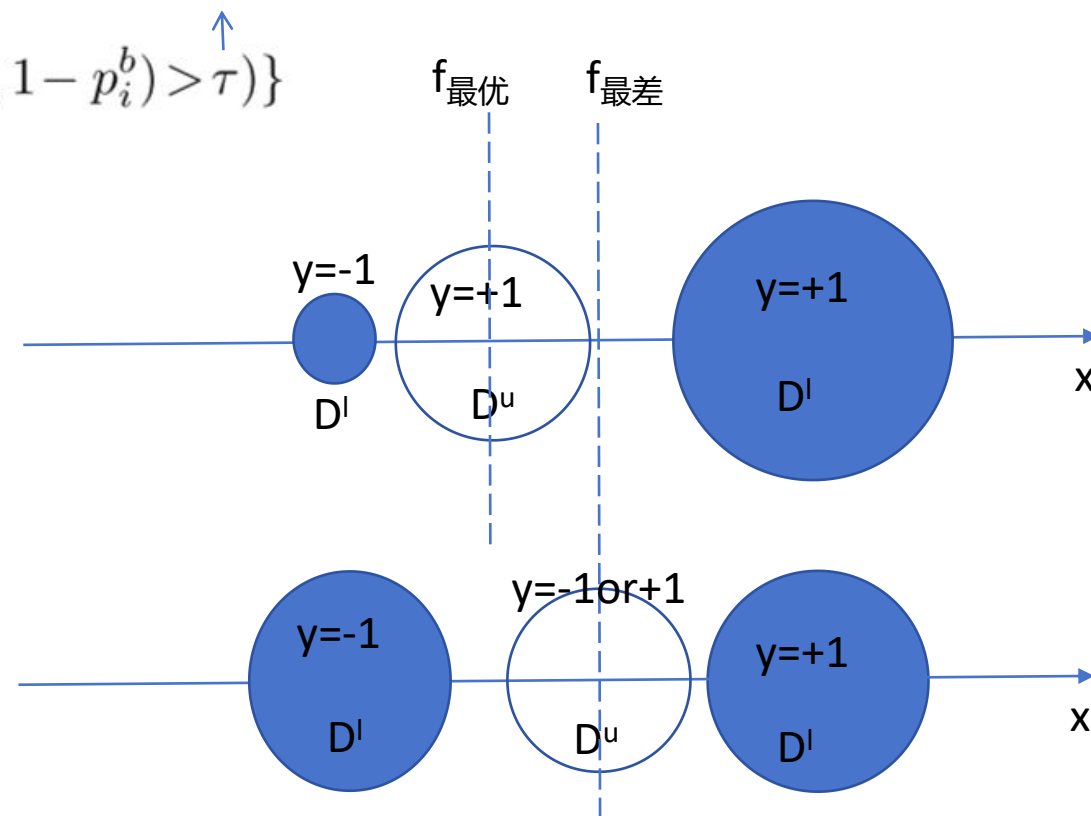 1 − p_i^b) > τ)}
f最优
f最差
y=-1
y=+1
y=+1
Dˡ
Dᵘ
Dˡ
x
y=-1or+1
y=-1
y=+1
Dˡ
Dᵘ
Dˡ
x